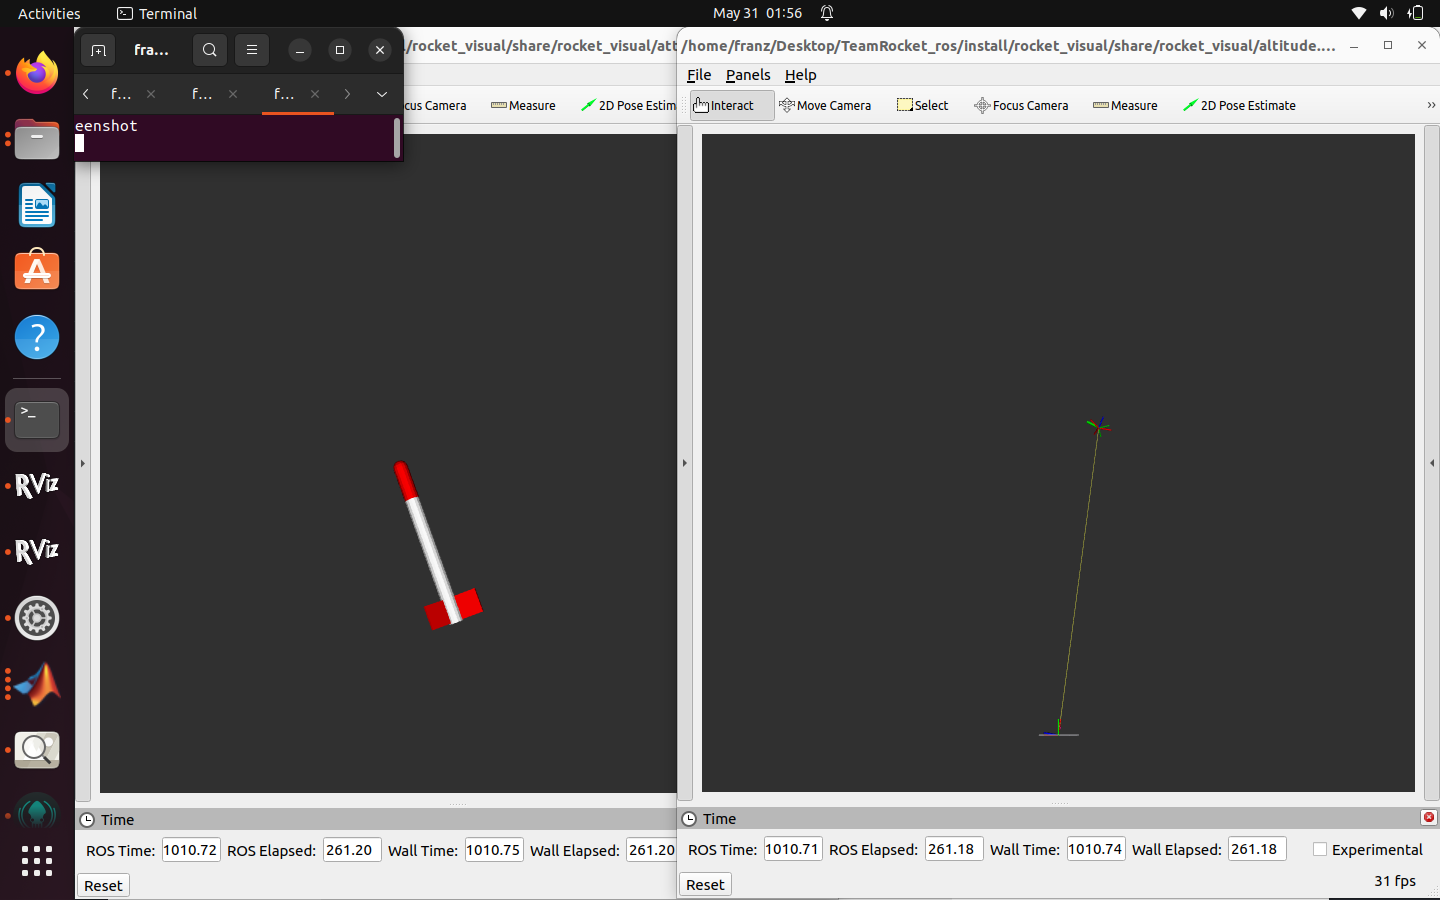 Activities
Terminal
May 31 01:56
fra...
f...
f...
f...
eenshot
/rocket_visual/share/rocket_visual/att
cus Camera
Measure
2D Pose Estim
/home/franz/Desktop/TeamRocket_ros/install/rocket_visual/share/rocket_visual/altitude....
File
Panels
Help
Interact
Move Camera
Select
Focus Camera
Measure
2D Pose Estimate
>_
RViz
RViz
Time
ROS Time: 1010.72 ROS Elapsed: 261.20 Wall Time: 1010.75 Wall Elapsed: 261.20
Reset
Time
ROS Time: 1010.71 ROS Elapsed: 261.18 Wall Time: 1010.74 Wall Elapsed: 261.18 Experimental
Reset
31 fps